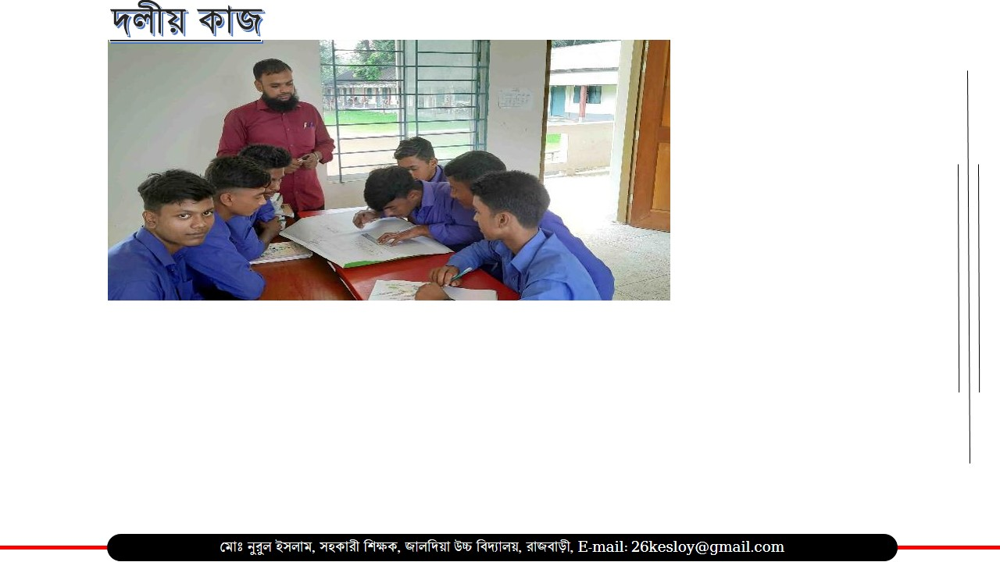 দলীয় কাজ
মোঃ নুরুল ইসলাম, সহকারী শিক্ষক, জালদিয়া উচ্চ বিদ্যালয়, রাজবাড়ী, E-mail: 26kesloy@gmail.com